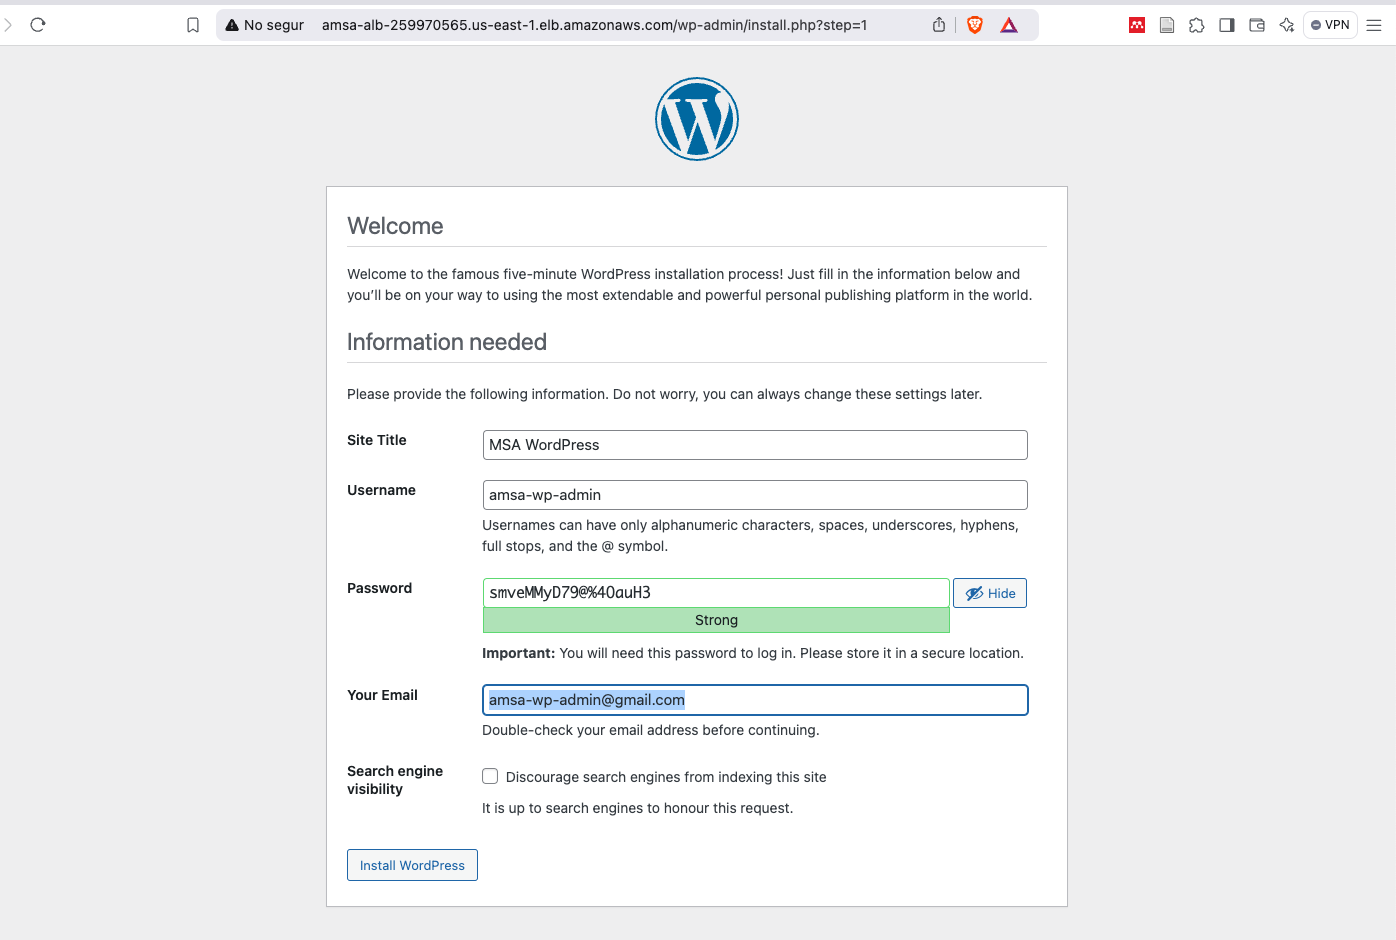 No segur amsa-alb-259970565.us-east-1.elb.amazonaws.com/wp-admin/install.php?step=1 VPN
Welcome
Welcome to the famous five-minute WordPress installation process! Just fill in the information below and
you’ll be on your way to using the most extendable and powerful personal publishing platform in the world.
Information needed
Please provide the following information. Do not worry, you can always change these settings later.
Site Title MSA WordPress
Username amsa-wp-admin
Usernames can have only alphanumeric characters, spaces, underscores, hyphens,
full stops, and the @ symbol.
Password smveMMyD79@%4OauH3 Hide
Strong
Important: You will need this password to log in. Please store it in a secure location.
Your Email amsa-wp-admin@gmail.com
Double-check your email address before continuing.
Search engine
visibility
Discourage search engines from indexing this site
It is up to search engines to honour this request.
Install WordPress